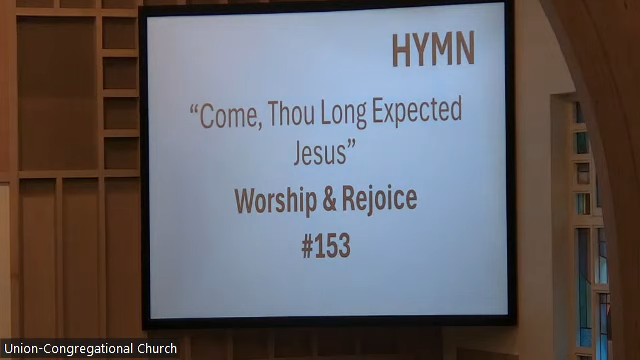 HYMN
“Come, Thou Long Expected
Jesus”
Worship & Rejoice
#153
Union-Congregational Church